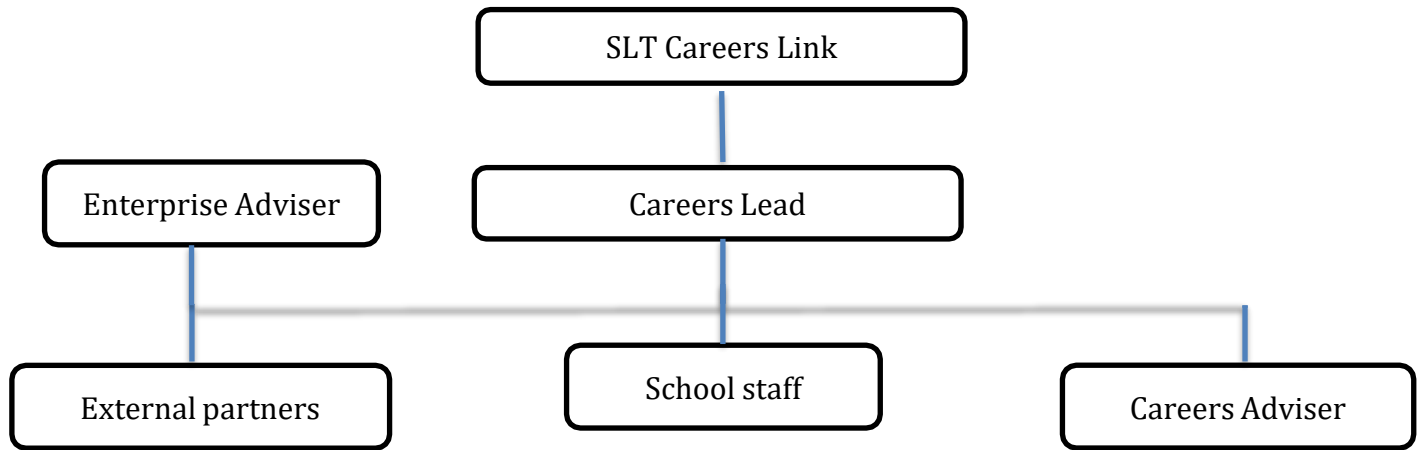 SLT Careers Link
Enterprise Adviser
Careers Lead
External partners
School staff
Careers Adviser